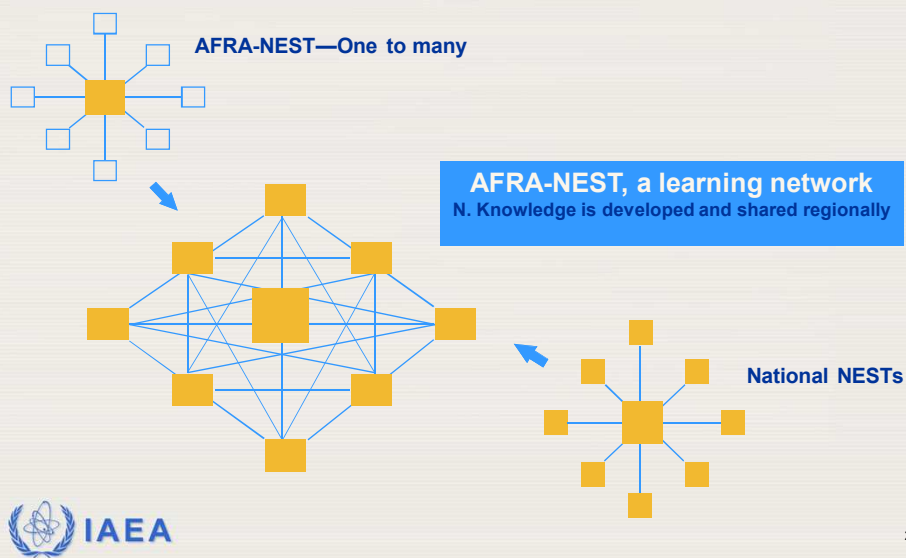 AFRA-NEST—One to many
AFRA-NEST, a learning network
N. Knowledge is developed and shared regionally
National NESTs
IAEA